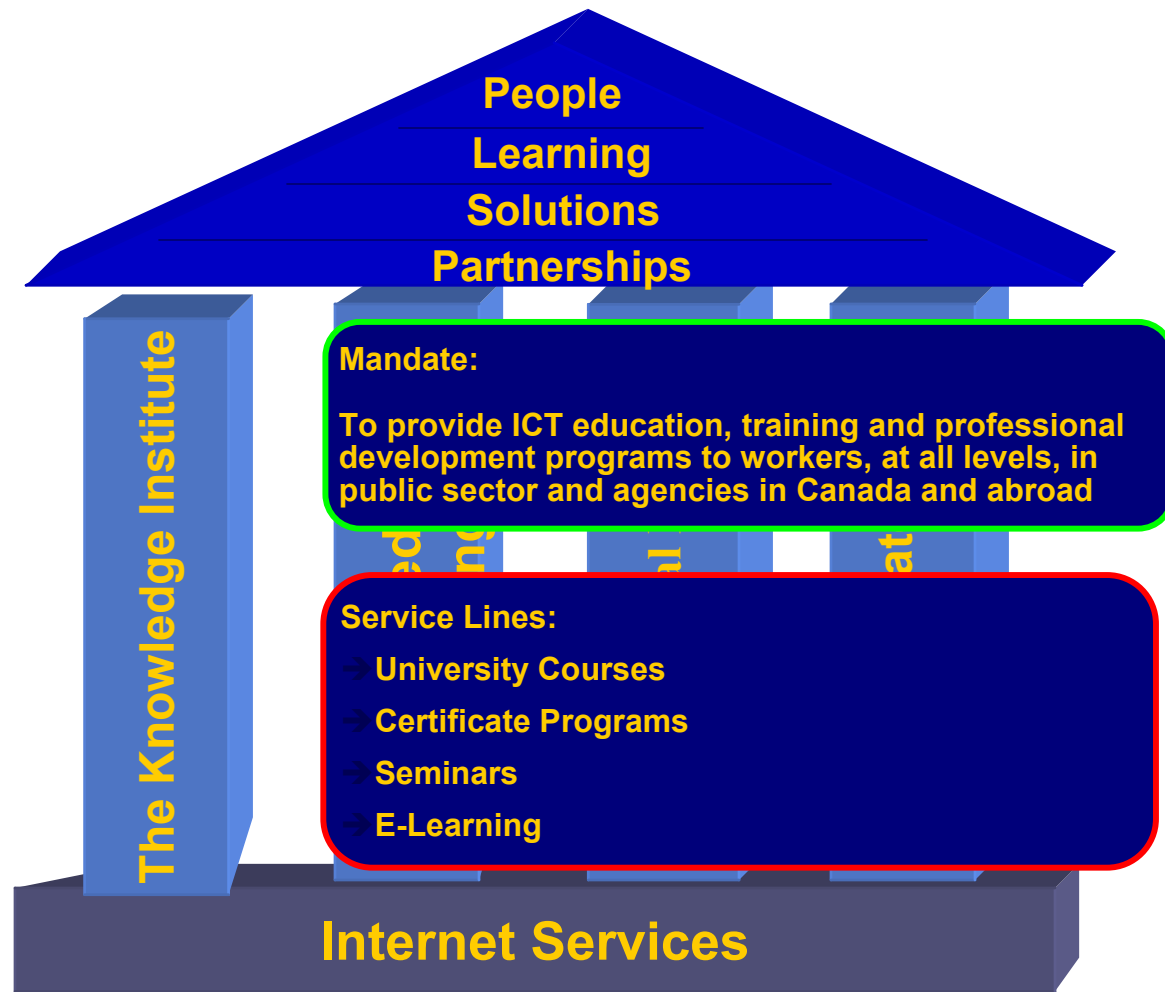 People
Learning
Solutions
Partnerships
The Knowledge Institute
Mandate:
To provide ICT education, training and professional
development programs to workers, at all levels, in
public sector and agencies in Canada and abroad
Service Lines:
➔University Courses
➔Certificate Programs
➔Seminars
➔E-Learning
Internet Services